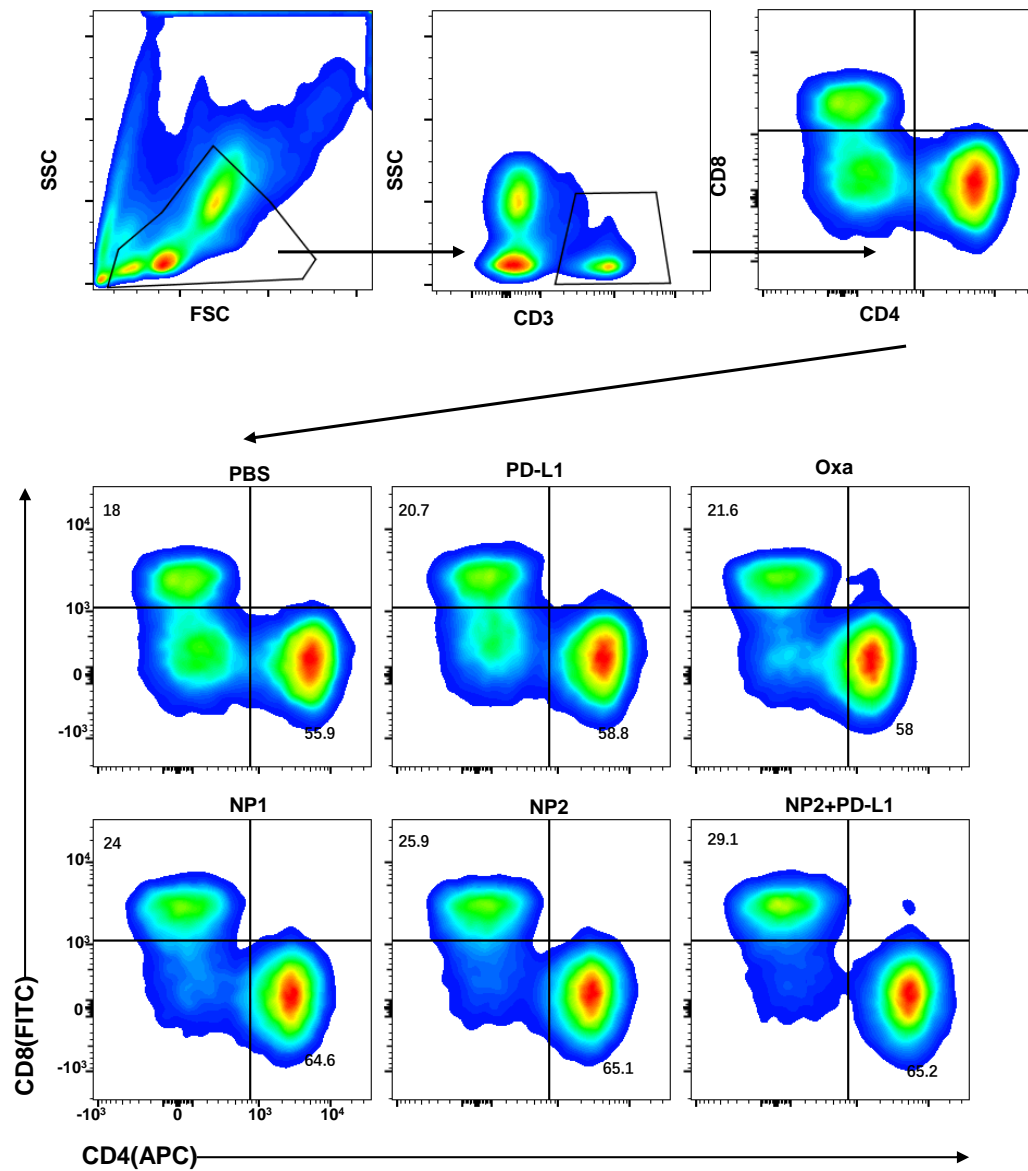 SSC
FSC
SSC
CD3
CD8
CD4
PBS
PD-L1
Oxa
18
20.7
21.6
10⁴
10³
0
-10³
55.9
58.8
58
NP1
NP2
NP2+PD-L1
24
25.9
29.1
10⁴
10³
0
-10³
64.6
65.1
65.2
-10³
0
10³
10⁴
CD8(FITC)
CD4(APC)